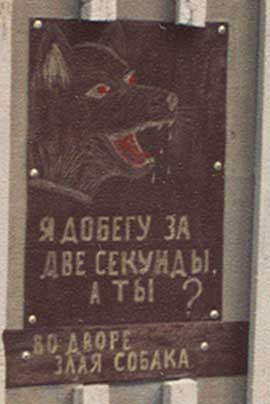 Я ДОБЕГУ ЗА
ДВЕ СЕКУНДЫ,
А ТЫ ?
ВО ДВОРЕ
ЗЛАЯ СОБАКА